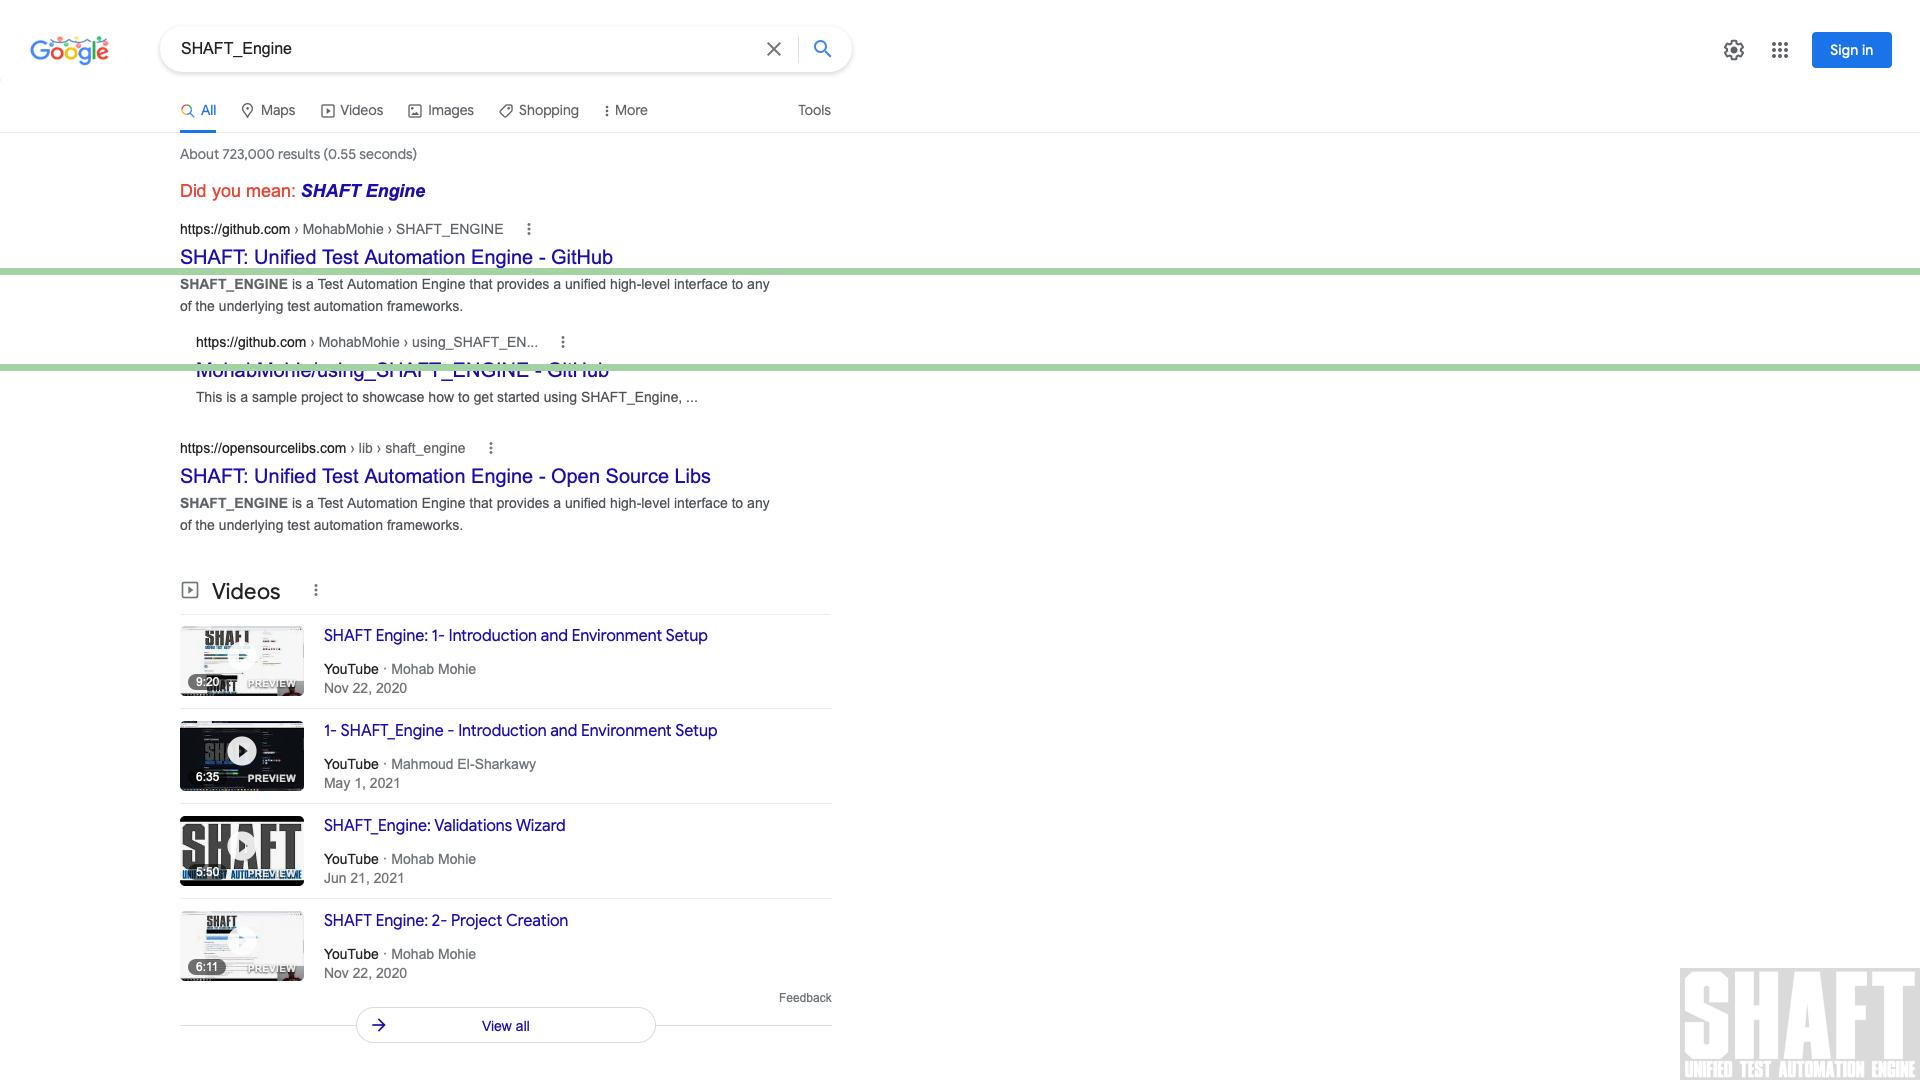 Google
SHAFT_Engine
Sign in
All
Maps
Videos
Images
Shopping
More
Tools
About 723,000 results (0.55 seconds)
Did you mean: SHAFT Engine
https://github.com › MohabMohie › SHAFT_ENGINE
SHAFT: Unified Test Automation Engine - GitHub
SHAFT_ENGINE is a Test Automation Engine that provides a unified high-level interface to any
of the underlying test automation frameworks.
https://github.com › MohabMohie › using_SHAFT_EN...
MohabMohie/using_SHAFT_ENGINE - GitHub
This is a sample project to showcase how to get started using SHAFT_Engine, ...
https://opensourcelibs.com › lib › shaft_engine
SHAFT: Unified Test Automation Engine - Open Source Libs
SHAFT_ENGINE is a Test Automation Engine that provides a unified high-level interface to any
of the underlying test automation frameworks.
Videos
SHAFT
9:20
PREVIEW
SHAFT Engine: 1- Introduction and Environment Setup
YouTube · Mohab Mohie
Nov 22, 2020
6:35
PREVIEW
1- SHAFT_Engine - Introduction and Environment Setup
YouTube · Mahmoud El-Sharkawy
May 1, 2021
SHAFT
5:50
PREVIEW
UNIFIED TEST AUTOMATION ENGINE
SHAFT_Engine: Validations Wizard
YouTube · Mohab Mohie
Jun 21, 2021
SHAFT
6:11
PREVIEW
SHAFT Engine: 2- Project Creation
YouTube · Mohab Mohie
Nov 22, 2020
Feedback
View all
SHAFT
UNIFIED TEST AUTOMATION ENGINE